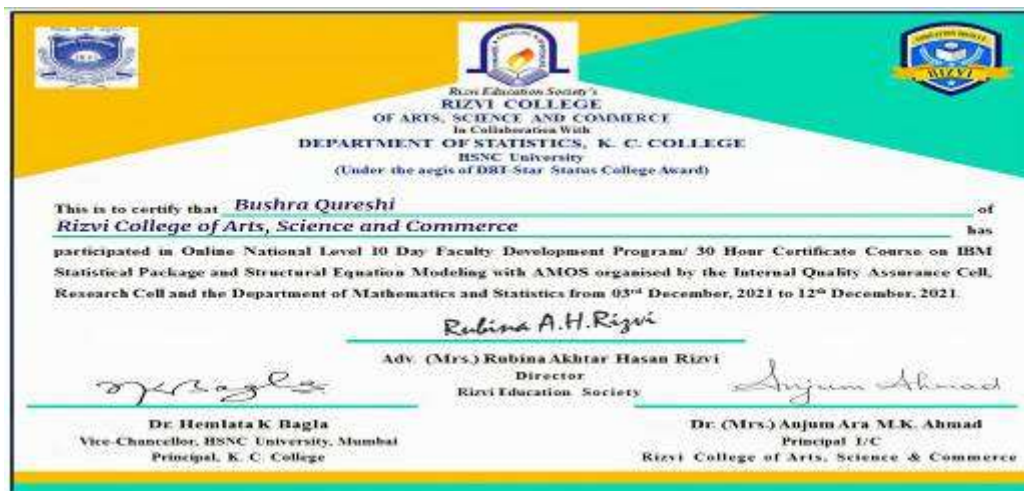 RIZVI
Rizvi Education Society's
RIZVI COLLEGE
OF ARTS, SCIENCE AND COMMERCE
In Collaboration With
DEPARTMENT OF STATISTICS, K. C. COLLEGE
HSNC University
(Under the aegis of DBT-Star Status College Award)
This is to certify that Bushra Qureshi of
Rizvi College of Arts, Science and Commerce has
participated in Online National Level 10 Day Faculty Development Program/ 30 Hour Certificate Course on IBM
Statistical Package and Structural Equation Modeling with AMOS organised by the Internal Quality Assurance Cell,
Research Cell and the Department of Mathematics and Statistics from 03rd December, 2021 to 12th December, 2021.
Rubina A.H.Rizvi
Adv. (Mrs.) Rubina Akhtar Hasan Rizvi
Director
Rizvi Education Society
Anjum Ahmad
Dr. Hemlata K Bagla
Vice-Chancellor, HSNC University, Mumbai
Principal, K. C. College
Dr. (Mrs.) Anjum Ara M.K. Ahmad
Principal I/C
Rizvi College of Arts, Science & Commerce